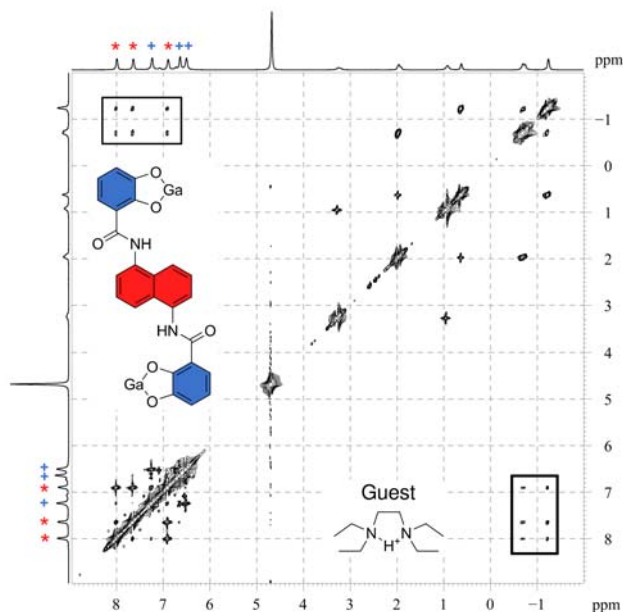 * * + * + +
ppm
−1
0
1
2
3
4
5
6
7
8
ppm
O
Ga
O
O
NH
HN
O
Ga
O
O
+
+
*
+
*
*
Guest
N
N
H+
8 7 6 5 4 3 2 1 0 −1